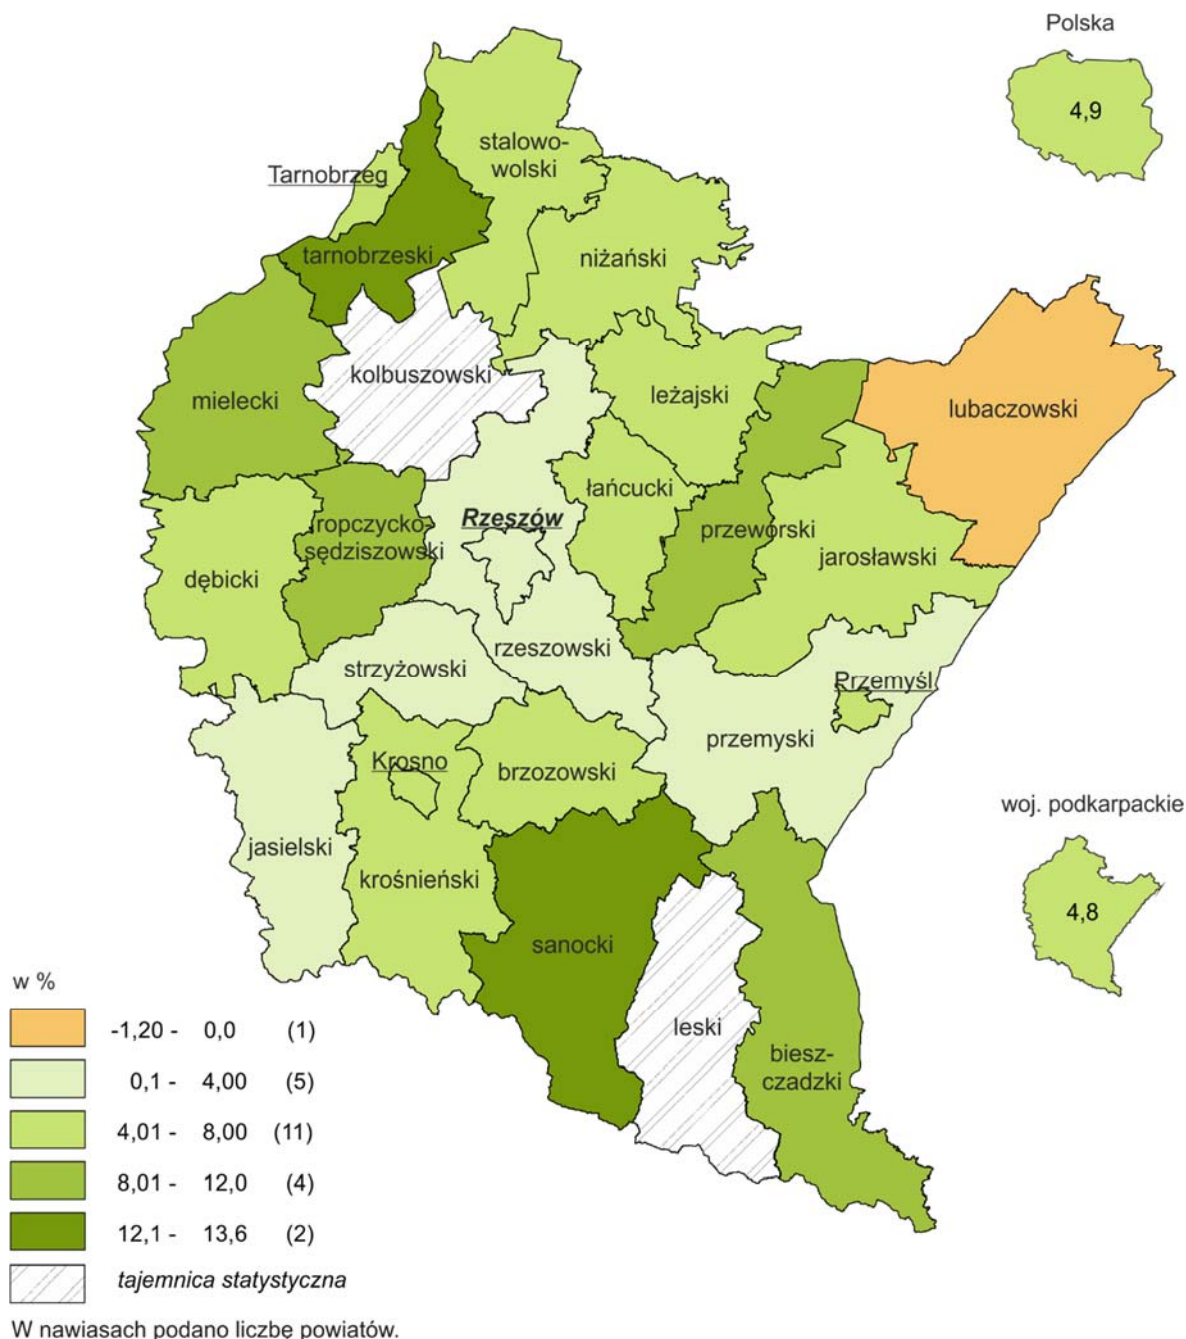 Polska
4,9
stalowo-
wolski
Tarnobrzeg
tarnobrzeski
niżański
kolbuszowski
mielecki
leżajski
lubaczowski
łańcucki
ropczycko-
sędziszowski
Rzeszów
przeworski
jarosławski
dębicki
rzeszowski
strzyżowski
Przemyśl
przemyski
Krosno
brzozowski
woj. podkarpackie
4,8
jasielski
krośnieński
sanocki
leski
biesz-
czadzki
w %
-1,20 - 0,0 (1)
0,1 - 4,00 (5)
4,01 - 8,00 (11)
8,01 - 12,0 (4)
12,1 - 13,6 (2)
tajemnica statystyczna
W nawiasach podano liczbę powiatów.